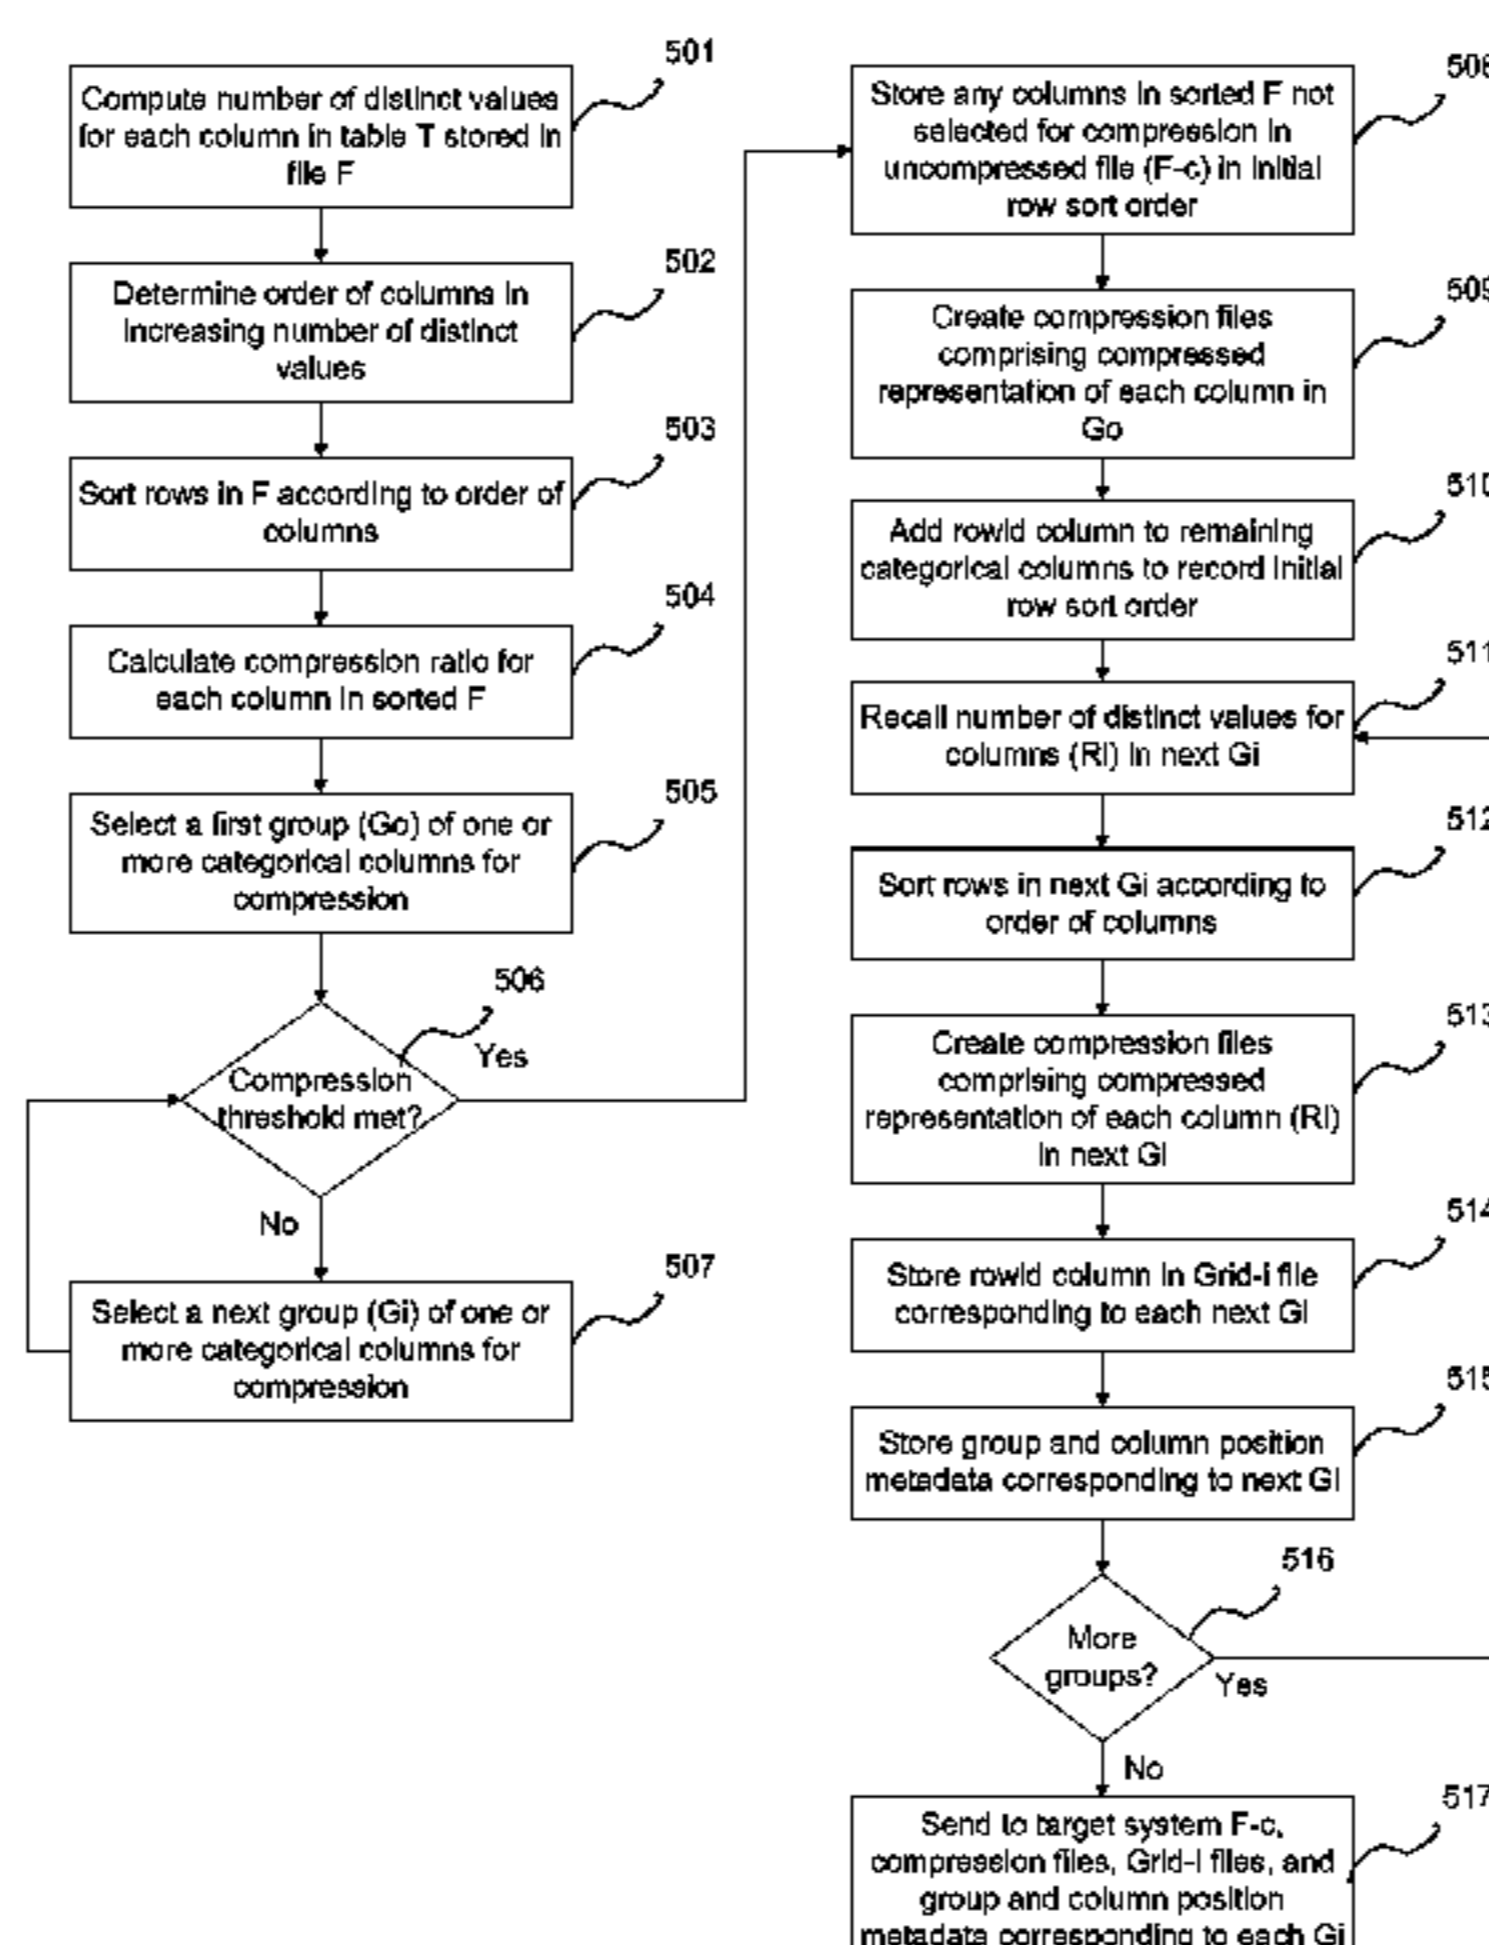 501
Compute number of distinct values
for each column in table T stored in
file F
502
Determine order of columns in
increasing number of distinct
values
503
Sort rows in F according to order of
columns
504
Calculate compression ratio for
each column in sorted F
505
Select a first group (Go) of one or
more categorical columns for
compression
506
Compression
threshold met?
Yes
No
507
Select a next group (Gi) of one or
more categorical columns for
compression
Store any columns in sorted F not
selected for compression in
uncompressed file (F-c) in initial
row sort order
509
Create compression files
comprising compressed
representation of each column in
Go
510
Add rowid column to remaining
categorical columns to record initial
row sort order
511
Recall number of distinct values for
columns (Ri) in next Gi
512
Sort rows in next Gi according to
order of columns
513
Create compression files
comprising compressed
representation of each column (Ri)
in next Gi
514
Store rowid column in Grid-i file
corresponding to each next Gi
515
Store group and column position
metadata corresponding to next Gi
516
More
groups?
Yes
No
517
Send to target system F-c,
compression files, Grid-i files, and
group and column position
metadata corresponding to each Gi